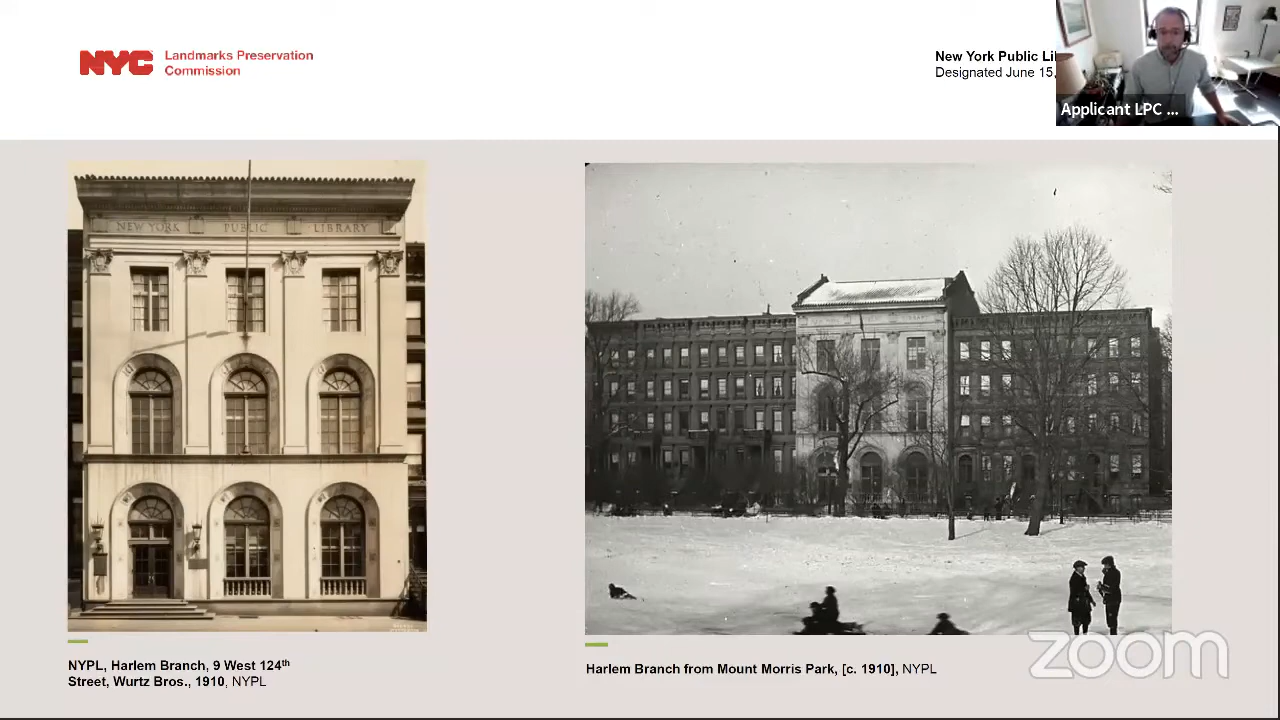 NYC
Landmarks Preservation
Commission
New York Public Li
Designated June 15,
Applicant LPC ...
NEW YORK PUBLIC LIBRARY
NYPL, Harlem Branch, 9 West 124th
Street, Wurtz Bros., 1910, NYPL
Harlem Branch from Mount Morris Park, [c. 1910], NYPL
zoom